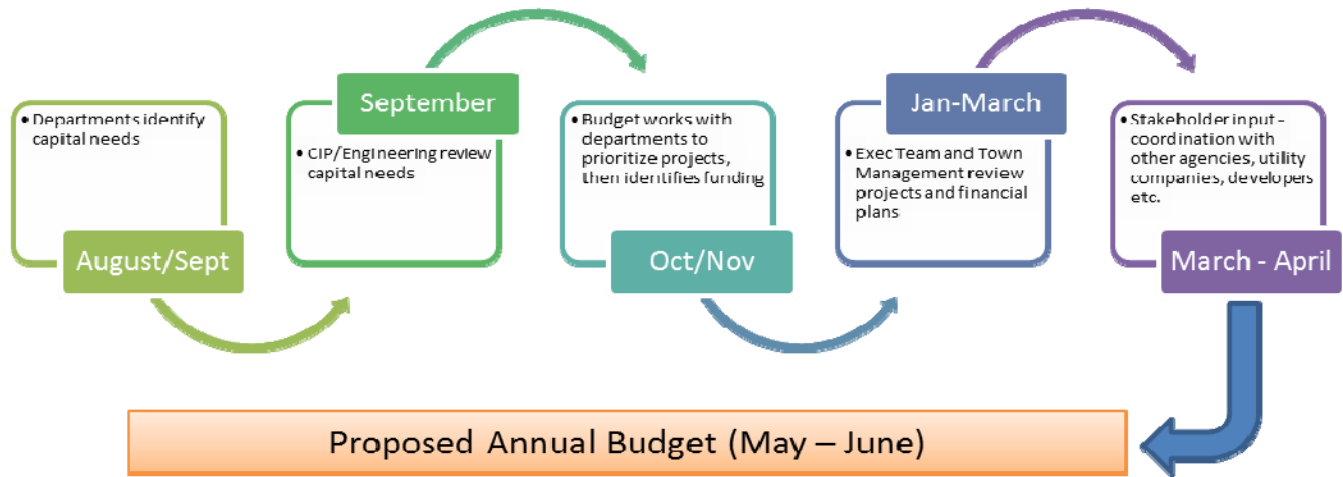 • Departments identify
capital needs
August/Sept
September
• CIP/Engineering review
capital needs
• Budget works with
departments to
prioritize projects,
then identifies funding
Oct/Nov
Jan-March
• Exec Team and Town
Management review
projects and financial
plans
• Stakeholder input -
coordination with
other agencies, utility
companies, developers
etc.
March - April
Proposed Annual Budget (May – June)